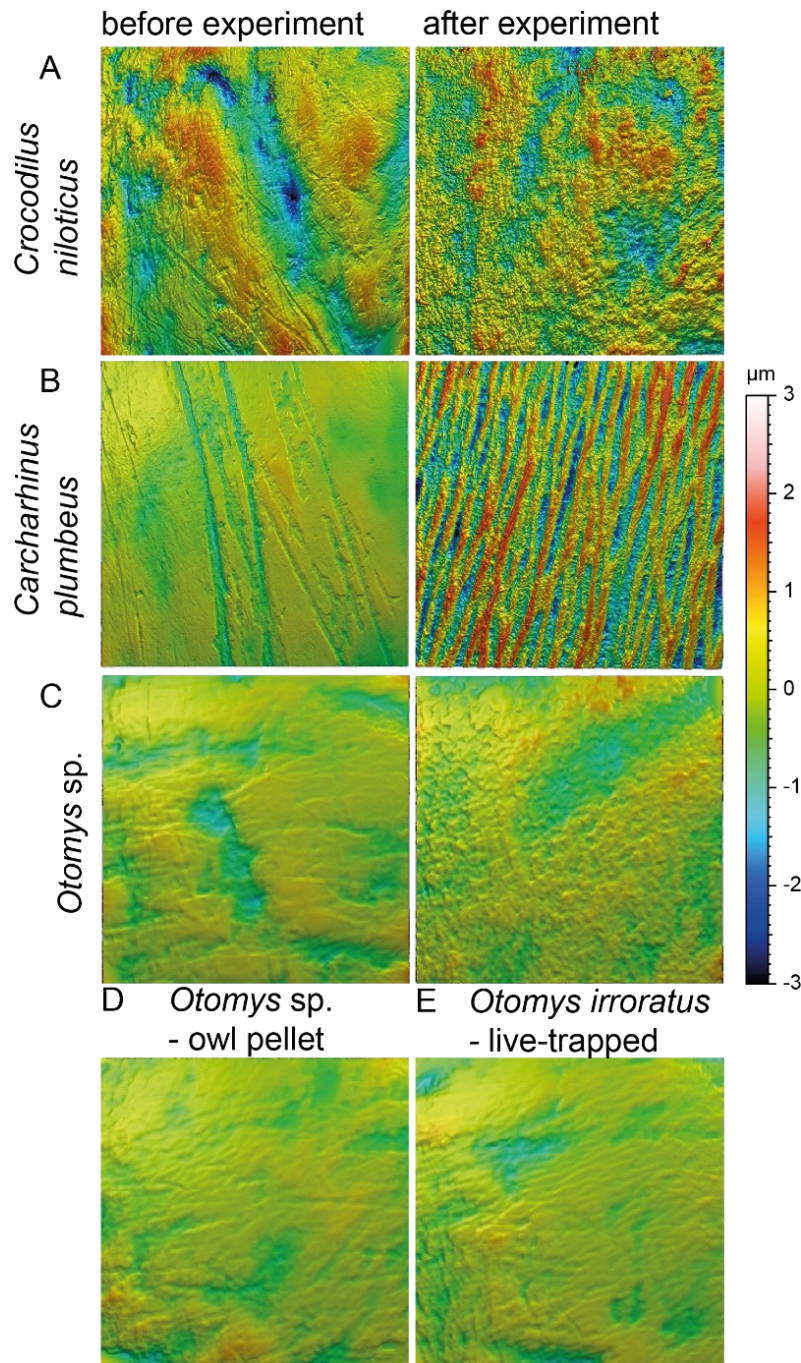 before experiment after experiment
A
Crocodilus
niloticus
B
Carcharhinus
plumbeus
µm
3
2
1
0
-1
-2
-3
C
Otomys sp.
D Otomys sp.
- owl pellet
E Otomys irroratus
- live-trapped